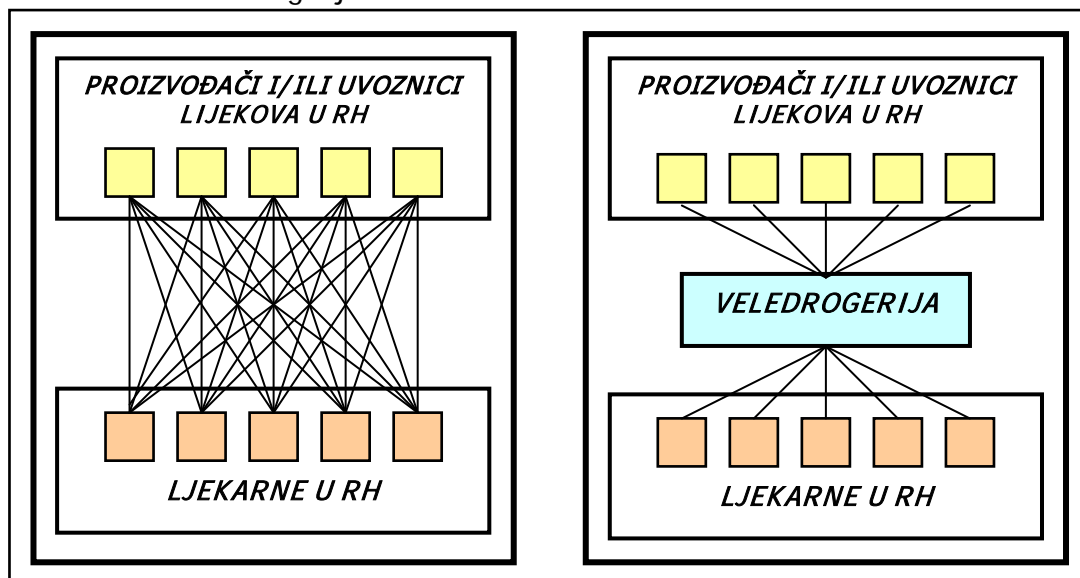 PROIZVOĐAČI I/ILI UVOZNICI
LIJEKOVA U RH
LJEKARNE U RH
PROIZVOĐAČI I/ILI UVOZNICI
LIJEKOVA U RH
VELEDROGERIJA
LJEKARNE U RH